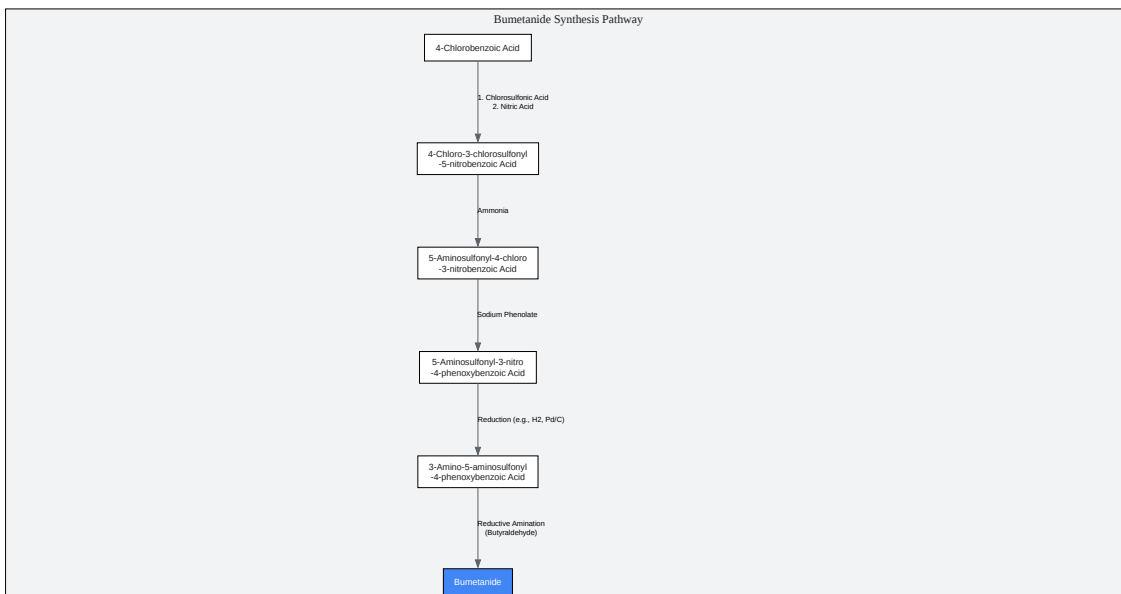 Bumetanide Synthesis Pathway
4-Chlorobenzoic Acid
1. Chlorosulfonic Acid
2. Nitric Acid
4-Chloro-3-chlorosulfonyl
-5-nitrobenzoic Acid
Ammonia
5-Aminosulfonyl-4-chloro
-3-nitrobenzoic Acid
Sodium Phenolate
5-Aminosulfonyl-3-nitro
-4-phenoxybenzoic Acid
Reduction (e.g., H2, Pd/C)
3-Amino-5-aminosulfonyl
-4-phenoxybenzoic Acid
Reductive Amination
(Butyraldehyde)
Bumetanide